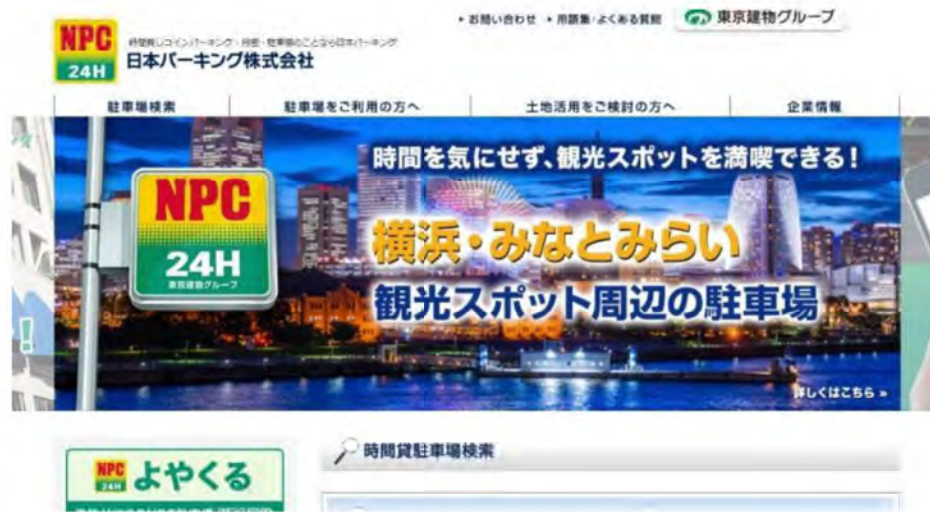 ・お問い合わせ ・用語集・よくある質問 東京建物グループ
NPC
24H
時間貸しコインパーキング・月極・駐車場のことなら日本パーキング
日本パーキング株式会社
駐車場検索 駐車場をご利用の方へ 土地活用をご検討の方へ 企業情報
時間を気にせず、観光スポットを満喫できる!
NPC
24H
東京建物グループ
横浜・みなとみらい
観光スポット周辺の駐車場
詳しくはこちら »
NPC
24H
よやくる
時間貸駐車場検索